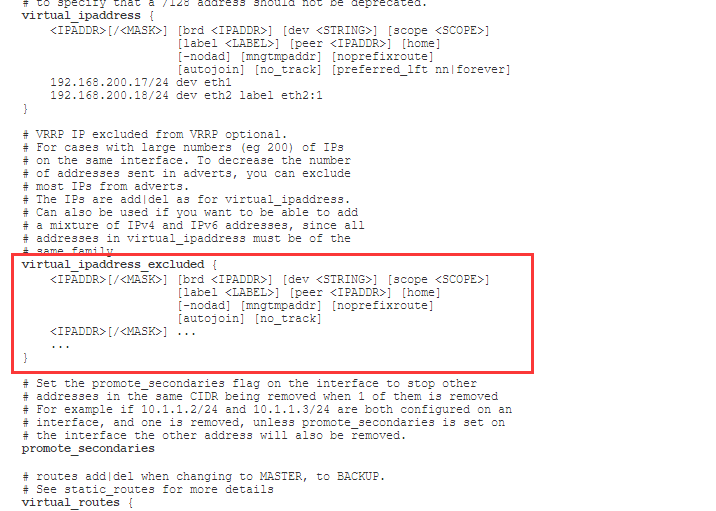 # to specify that a /128 address should not be deprecated.
virtual_ipaddress {
    <IPADDR>[/<MASK>] [brd <IPADDR>] [dev <STRING>] [scope <SCOPE>]
                      [label <LABEL>] [peer <IPADDR>] [home]
                      [-nodad] [mngtmpaddr] [noprefixroute]
                      [autojoin] [no_track] [preferred_lft nn|forever]
    192.168.200.17/24 dev eth1
    192.168.200.18/24 dev eth2 label eth2:1
}

# VRRP IP excluded from VRRP optional.
# For cases with large numbers (eg 200) of IPs
# on the same interface. To decrease the number
# of addresses sent in adverts, you can exclude
# most IPs from adverts.
# The IPs are add|del as for virtual_ipaddress.
# Can also be used if you want to be able to add
# a mixture of IPv4 and IPv6 addresses, since all
# addresses in virtual_ipaddress must be of the
# same family.
virtual_ipaddress_excluded {
    <IPADDR>[/<MASK>] [brd <IPADDR>] [dev <STRING>] [scope <SCOPE>]
                      [label <LABEL>] [peer <IPADDR>] [home]
                      [-nodad] [mngtmpaddr] [noprefixroute]
                      [autojoin] [no_track]
    <IPADDR>[/<MASK>] ...
    ...
}

# Set the promote_secondaries flag on the interface to stop other
# addresses in the same CIDR being removed when 1 of them is removed
# For example if 10.1.1.2/24 and 10.1.1.3/24 are both configured on an
# interface, and one is removed, unless promote_secondaries is set on
# the interface the other address will also be removed.
promote_secondaries

# routes add|del when changing to MASTER, to BACKUP.
# See static_routes for more details
virtual_routes {